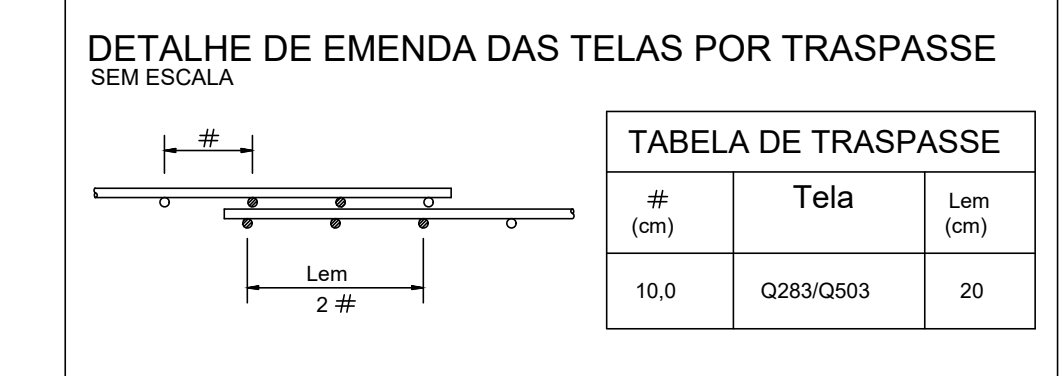 DETALHE DE EMENDA DAS TELAS POR TRASPASSE
SEM ESCALA
#
Lem
2 #
TABELA DE TRASPASSE
# Tela Lem
(cm) (cm)
10,0 Q283/Q503 20